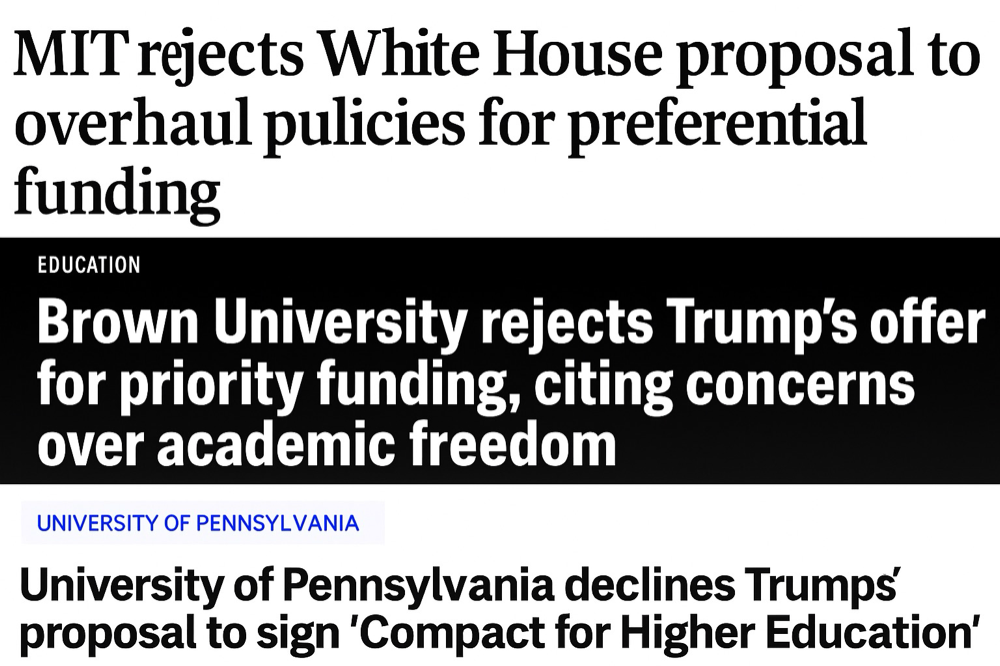 MIT rejects White House proposal to
overhaul pulicies for preferential
funding
EDUCATION
Brown University rejects Trump’s offer
for priority funding, citing concerns
over academic freedom
UNIVERSITY OF PENNSYLVANIA
University of Pennsylvania declines Trumps’
proposal to sign ’Compact for Higher Education’